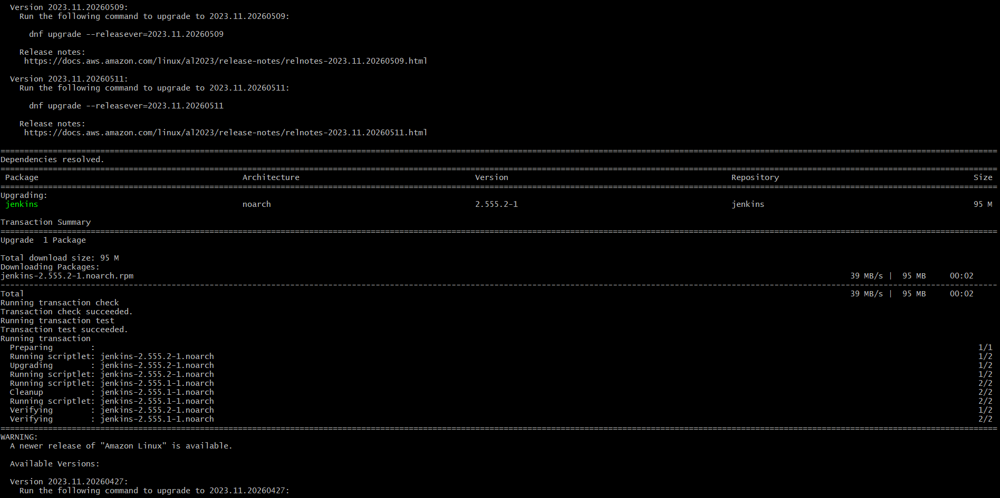 Version 2023.11.20260509:
Run the following command to upgrade to 2023.11.20260509:
dnf upgrade --releasever=2023.11.20260509
Release notes:
https://docs.aws.amazon.com/linux/al2023/release-notes/relnotes-2023.11.20260509.html
Version 2023.11.20260511:
Run the following command to upgrade to 2023.11.20260511:
dnf upgrade --releasever=2023.11.20260511
Release notes:
https://docs.aws.amazon.com/linux/al2023/release-notes/relnotes-2023.11.20260511.html
Dependencies resolved.
Package Architecture Version Repository Size
Upgrading:
jenkins noarch 2.555.2-1 jenkins 95 M
Transaction Summary
Upgrade 1 Package
Total download size: 95 M
Downloading Packages:
jenkins-2.555.2-1.noarch.rpm 39 MB/s | 95 MB 00:02
Total 39 MB/s | 95 MB 00:02
Running transaction check
Transaction check succeeded.
Running transaction test
Transaction test succeeded.
Running transaction
Preparing : 1/1
Running scriptlet: jenkins-2.555.2-1.noarch 1/2
Upgrading : jenkins-2.555.2-1.noarch 1/2
Running scriptlet: jenkins-2.555.2-1.noarch 1/2
Running scriptlet: jenkins-2.555.1-1.noarch 2/2
Cleanup : jenkins-2.555.1-1.noarch 2/2
Running scriptlet: jenkins-2.555.1-1.noarch 2/2
Verifying : jenkins-2.555.2-1.noarch 1/2
Verifying : jenkins-2.555.1-1.noarch 2/2
WARNING:
A newer release of "Amazon Linux" is available.
Available Versions:
Version 2023.11.20260427:
Run the following command to upgrade to 2023.11.20260427: